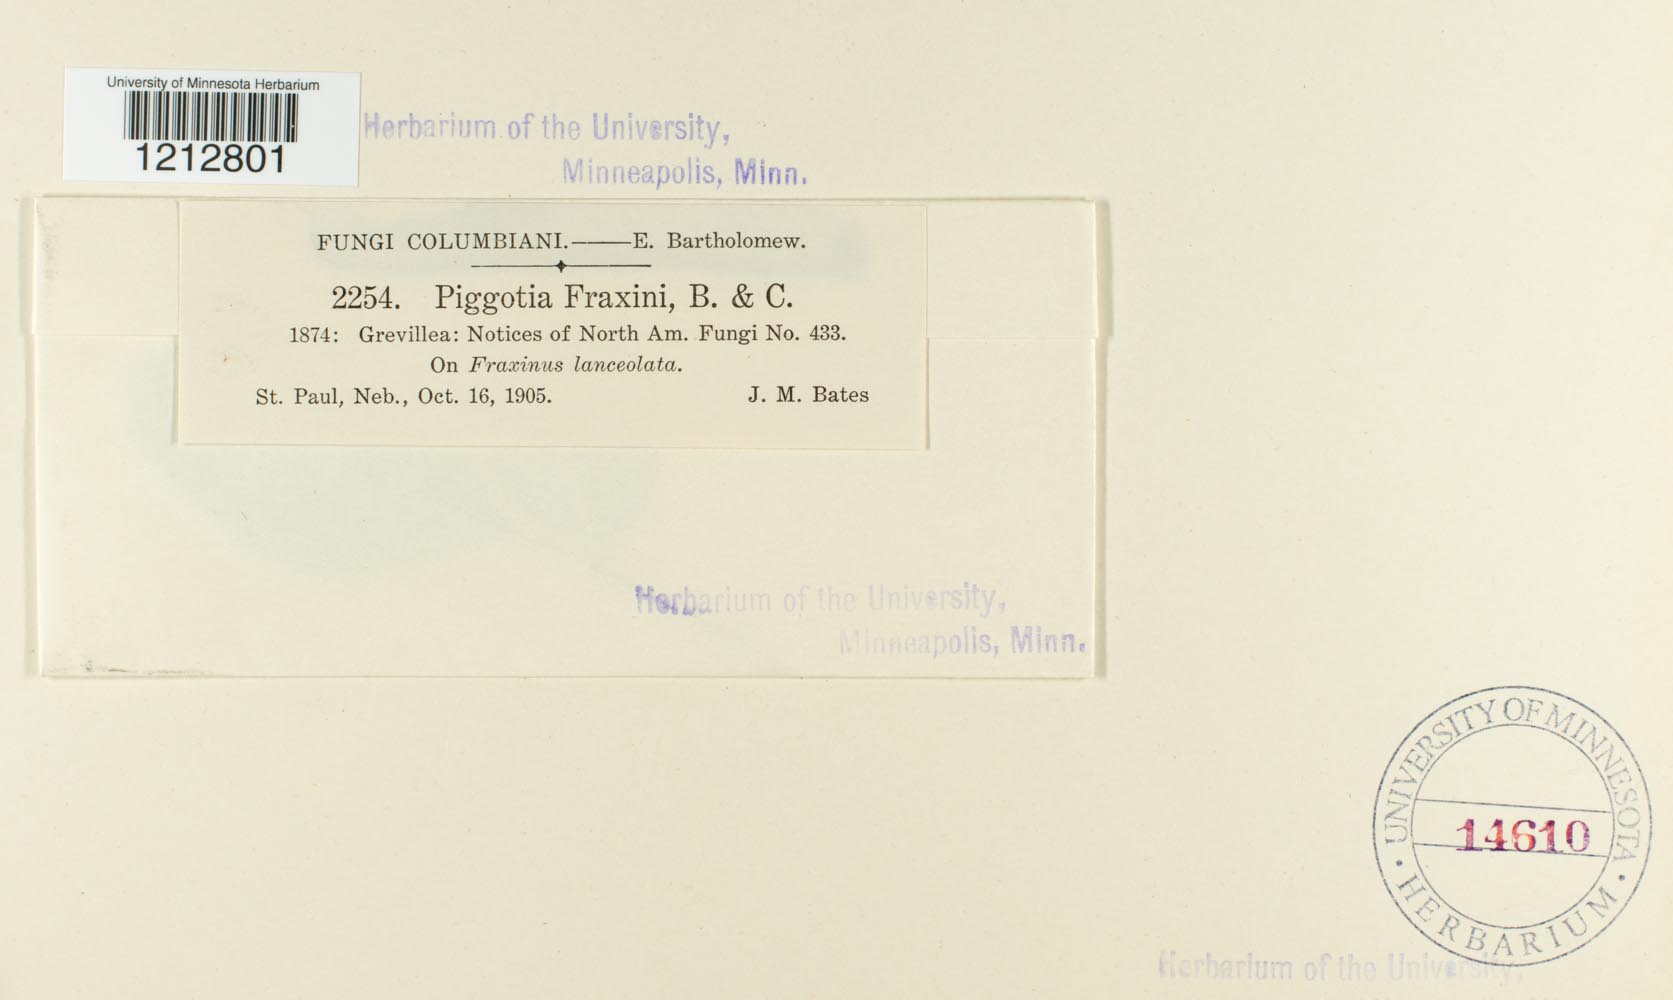 University of Minnesota Herbarium
1212801
Herbarium of the University,
Minneapolis, Minn.
FUNGI COLUMBIANI.——E. Bartholomew.
2254. Piggotia Fraxini, B. & C.
1874: Grevillea: Notices of North Am. Fungi No. 433.
On Fraxinus lanceolata.
St. Paul, Neb., Oct. 16, 1905. J. M. Bates
Herbarium of the University,
Minneapolis, Minn.
UNIVERSITY OF MINNESOTA
14610
• HERBARIUM •
Herbarium of the University,